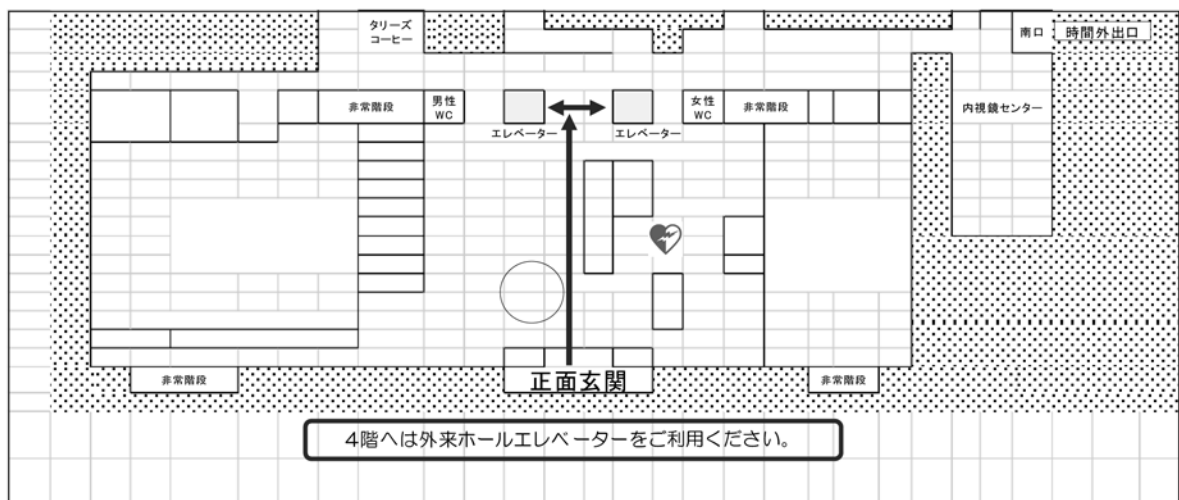 タリーズ
コーヒー
南口
時間外出口
非常階段
男性
WC
女性
WC
非常階段
内視鏡センター
エレベーター
エレベーター
非常階段
正面玄関
非常階段
4階へは外来ホールエレベーターをご利用ください。